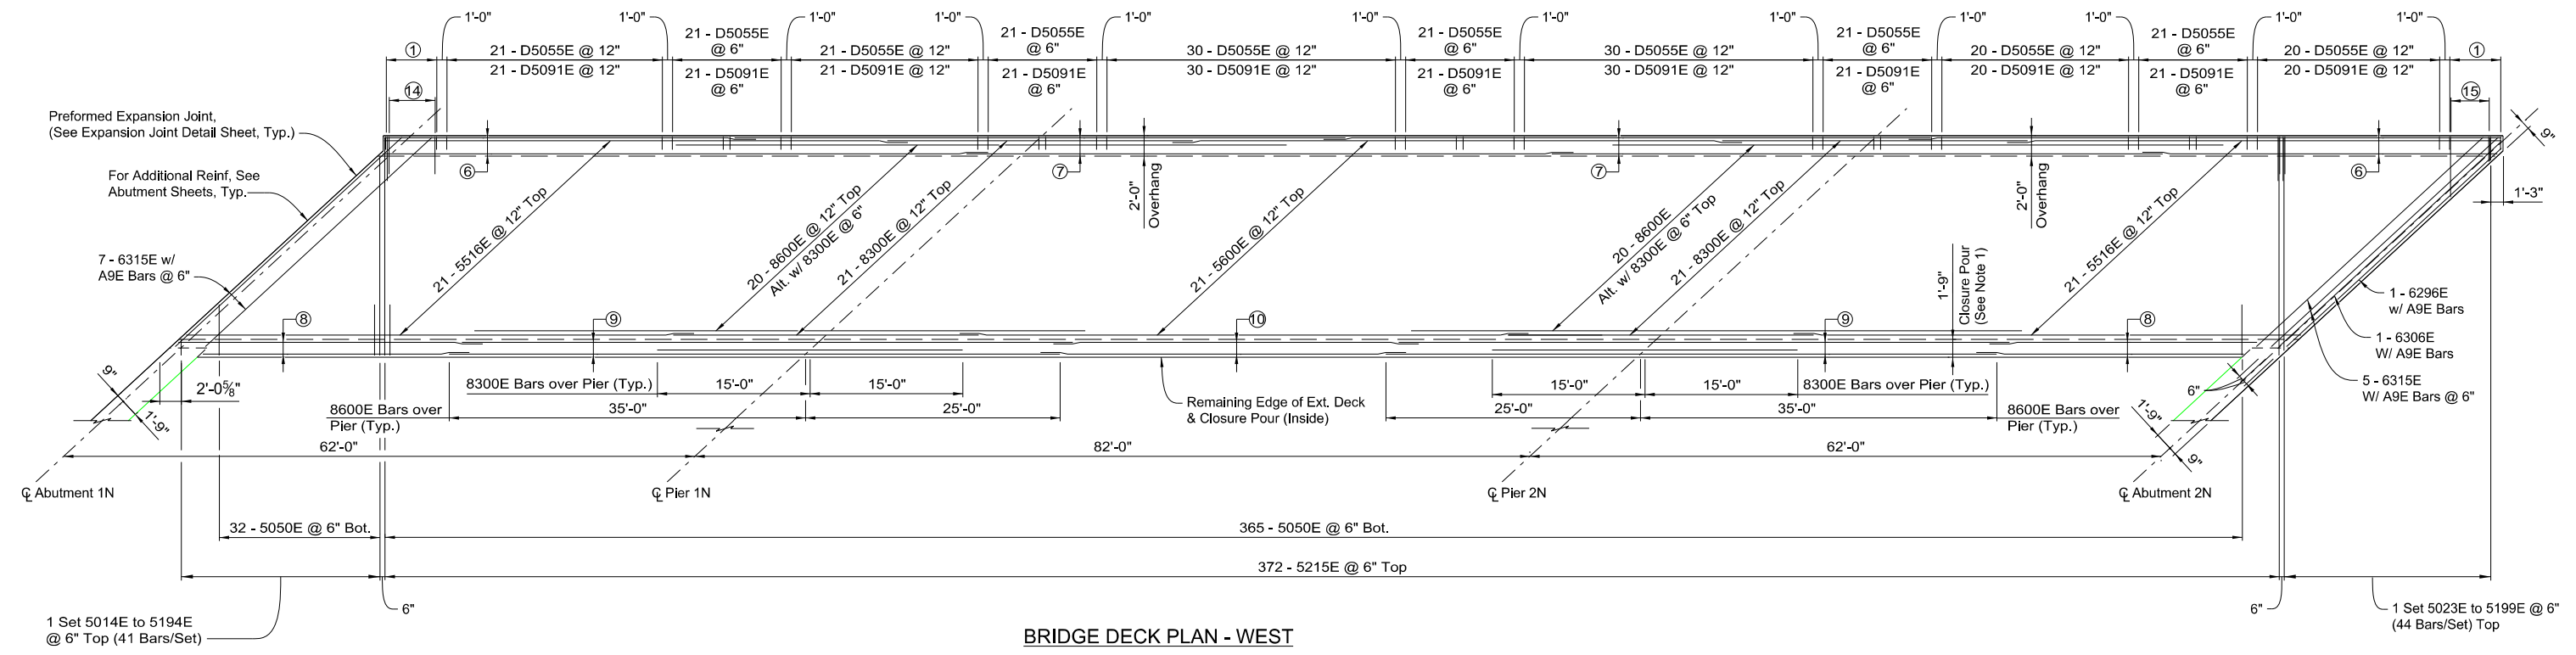 1'-0"
1'-0"
1'-0"
1'-0"
1'-0"
1'-0"
1'-0"
1'-0"
1'-0"
1'-0"
1'-0"
1'-0"
①
21 - D5055E @ 12"
21 - D5091E @ 12"
21 - D5055E
@ 6"
21 - D5091E
@ 6"
21 - D5055E @ 12"
21 - D5091E @ 12"
21 - D5055E
@ 6"
21 - D5091E
@ 6"
30 - D5055E @ 12"
30 - D5091E @ 12"
21 - D5055E
@ 6"
21 - D5091E
@ 6"
30 - D5055E @ 12"
30 - D5091E @ 12"
21 - D5055E
@ 6"
21 - D5091E
@ 6"
20 - D5055E @ 12"
20 - D5091E @ 12"
21 - D5055E
@ 6"
21 - D5091E
@ 6"
20 - D5055E @ 12"
20 - D5091E @ 12"
①
⑭
⑮
9"
Preformed Expansion Joint,
(See Expansion Joint Detail Sheet, Typ.)
For Additional Reinf, See
Abutment Sheets, Typ.
7 - 6315E w/
A9E Bars @ 6"
⑥
⑦
⑦
⑥
2'-0"
Overhang
2'-0"
Overhang
1'-3"
21 - 5516E @ 12" Top
20 - 8600E @ 12" Top
Alt. w/ 8300E @ 6"
21 - 8300E @ 12" Top
21 - 5600E @ 12" Top
20 - 8600E
Alt. w/ 8300E @ 6" Top
21 - 8300E @ 12" Top
1'-9"
Closure Pour
(See Note 1)
21 - 5516E @ 12" Top
⑧
⑨
⑩
⑨
⑧
1 - 6296E
w/ A9E Bars
1 - 6306E
W/ A9E Bars
5 - 6315E
W/ A9E Bars @ 6"
9"
1'-9"
2'-0⅝"
8300E Bars over Pier (Typ.)
15'-0"
15'-0"
15'-0"
15'-0"
8300E Bars over Pier (Typ.)
6"
8600E Bars over
Pier (Typ.)
35'-0"
25'-0"
Remaining Edge of Ext. Deck
& Closure Pour (Inside)
25'-0"
35'-0"
8600E Bars over
Pier (Typ.)
1'-9"
9"
62'-0"
82'-0"
62'-0"
℄ Abutment 1N
℄ Pier 1N
℄ Pier 2N
℄ Abutment 2N
32 - 5050E @ 6" Bot.
365 - 5050E @ 6" Bot.
372 - 5215E @ 6" Top
6"
6"
1 Set 5014E to 5194E
@ 6" Top (41 Bars/Set)
1 Set 5023E to 5199E @ 6"
(44 Bars/Set) Top
BRIDGE DECK PLAN - WEST